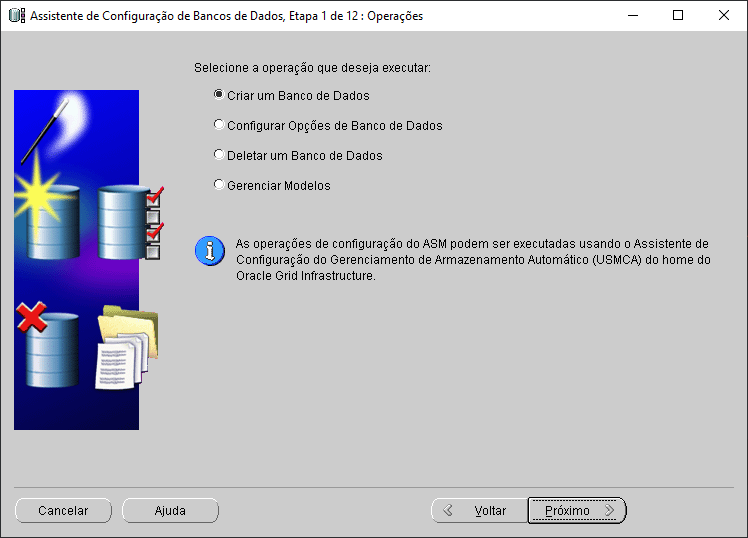 Assistente de Configuração de Bancos de Dados, Etapa 1 de 12 : Operações
Selecione a operação que deseja executar:
Criar um Banco de Dados
Configurar Opções de Banco de Dados
Deletar um Banco de Dados
Gerenciar Modelos
As operações de configuração do ASM podem ser executadas usando o Assistente de
Configuração do Gerenciamento de Armazenamento Automático (USMCA) do home do
Oracle Grid Infrastructure.
Cancelar
Ajuda
Voltar
Próximo